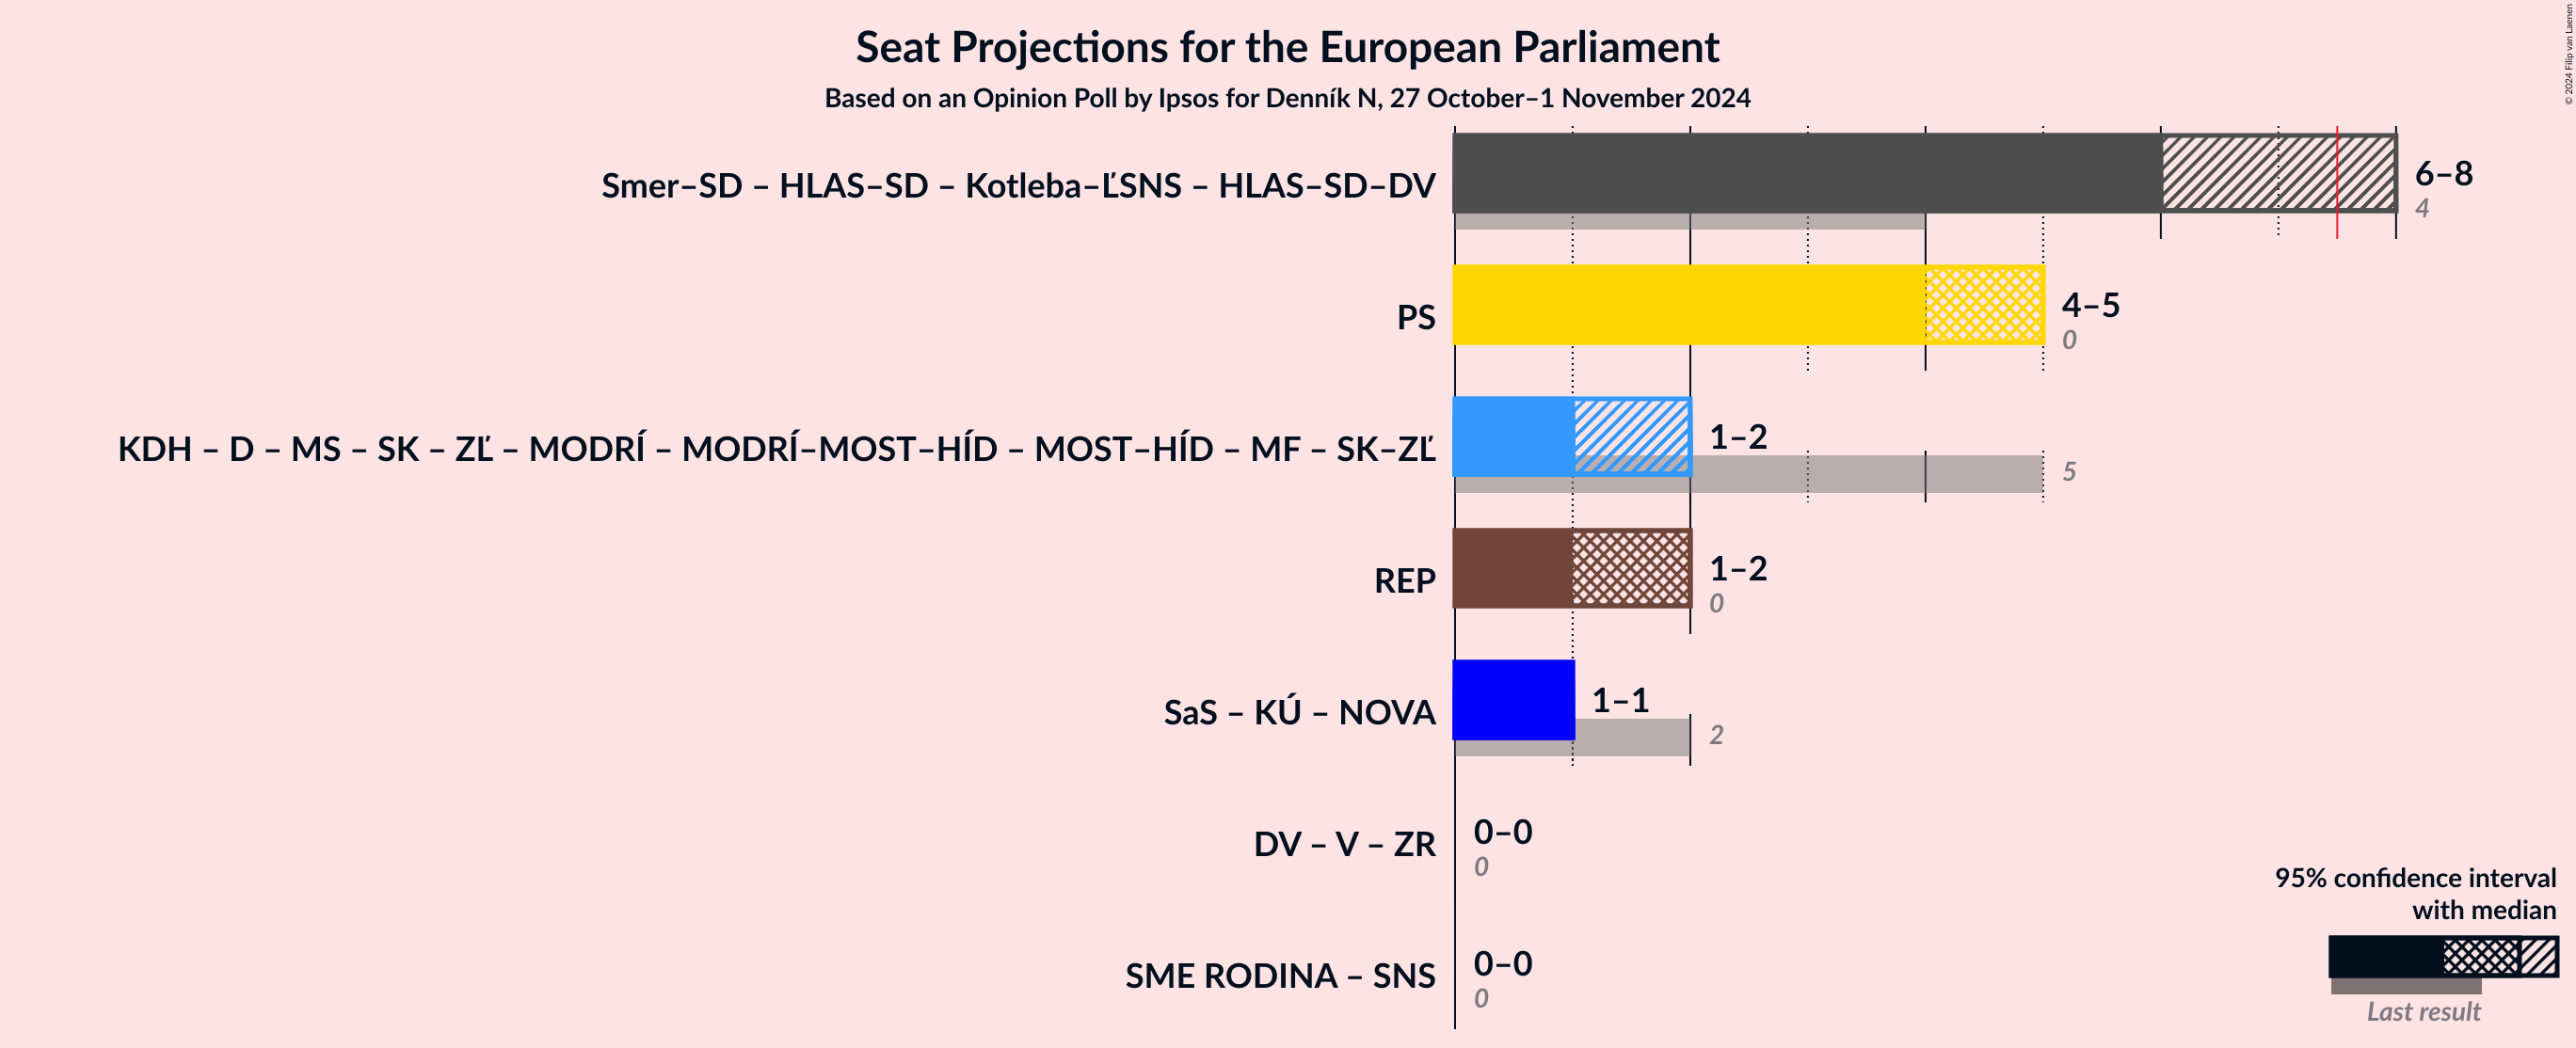 Seat Projections for the European Parliament
Based on an Opinion Poll by Ipsos for Denník N, 27 October–1 November 2024
© 2024 Filip van Laenen
Smer–SD – HLAS–SD – Kotleba–ĽSNS – HLAS–SD–DV
6–8
4
PS
4–5
0
KDH – D – MS – SK – ZĽ – MODRÍ – MODRÍ–MOST–HÍD – MOST–HÍD – MF – SK–ZĽ
1–2
5
REP
1–2
0
SaS – KÚ – NOVA
1–1
2
DV – V – ZR
0–0
0
SME RODINA – SNS
0–0
0
95% confidence interval
with median
Last result